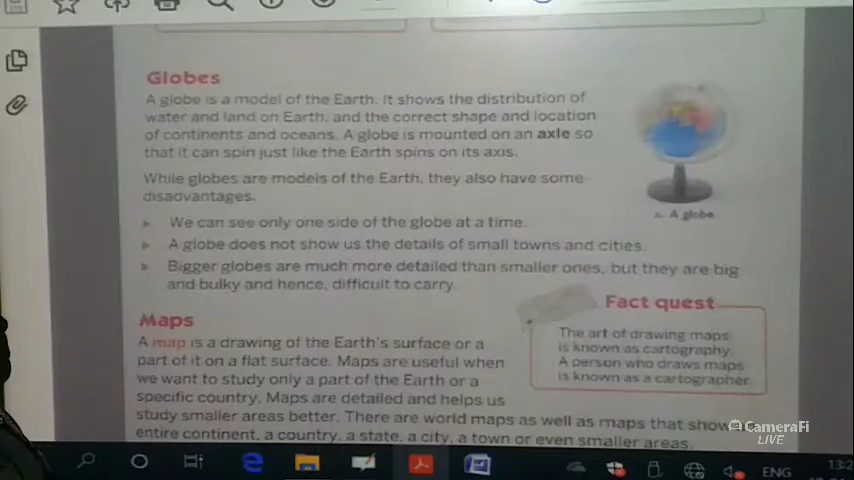 Globes
A globe is a model of the Earth. It shows the distribution of
water and land on Earth, and the correct shape and location
of continents and oceans. A globe is mounted on an axle so
that it can spin just like the Earth spins on its axis.
While globes are models of the Earth, they also have some
disadvantages.
We can see only one side of the globe at a time.
A globe does not show us the details of small towns and cities.
Bigger globes are much more detailed than smaller ones, but they are big
and bulky and hence, difficult to carry.
A globe
Maps
A map is a drawing of the Earth's surface or a
part of it on a flat surface. Maps are useful when
we want to study only a part of the Earth or a
specific country. Maps are detailed and helps us
study smaller areas better. There are world maps as well as maps that show
entire continent, a country, a state, a city, a town or even smaller areas.
Fact quest
The art of drawing maps
is known as cartography.
A person who draws maps
is known as a cartographer.
CameraFi
LIVE
ENG
13:2